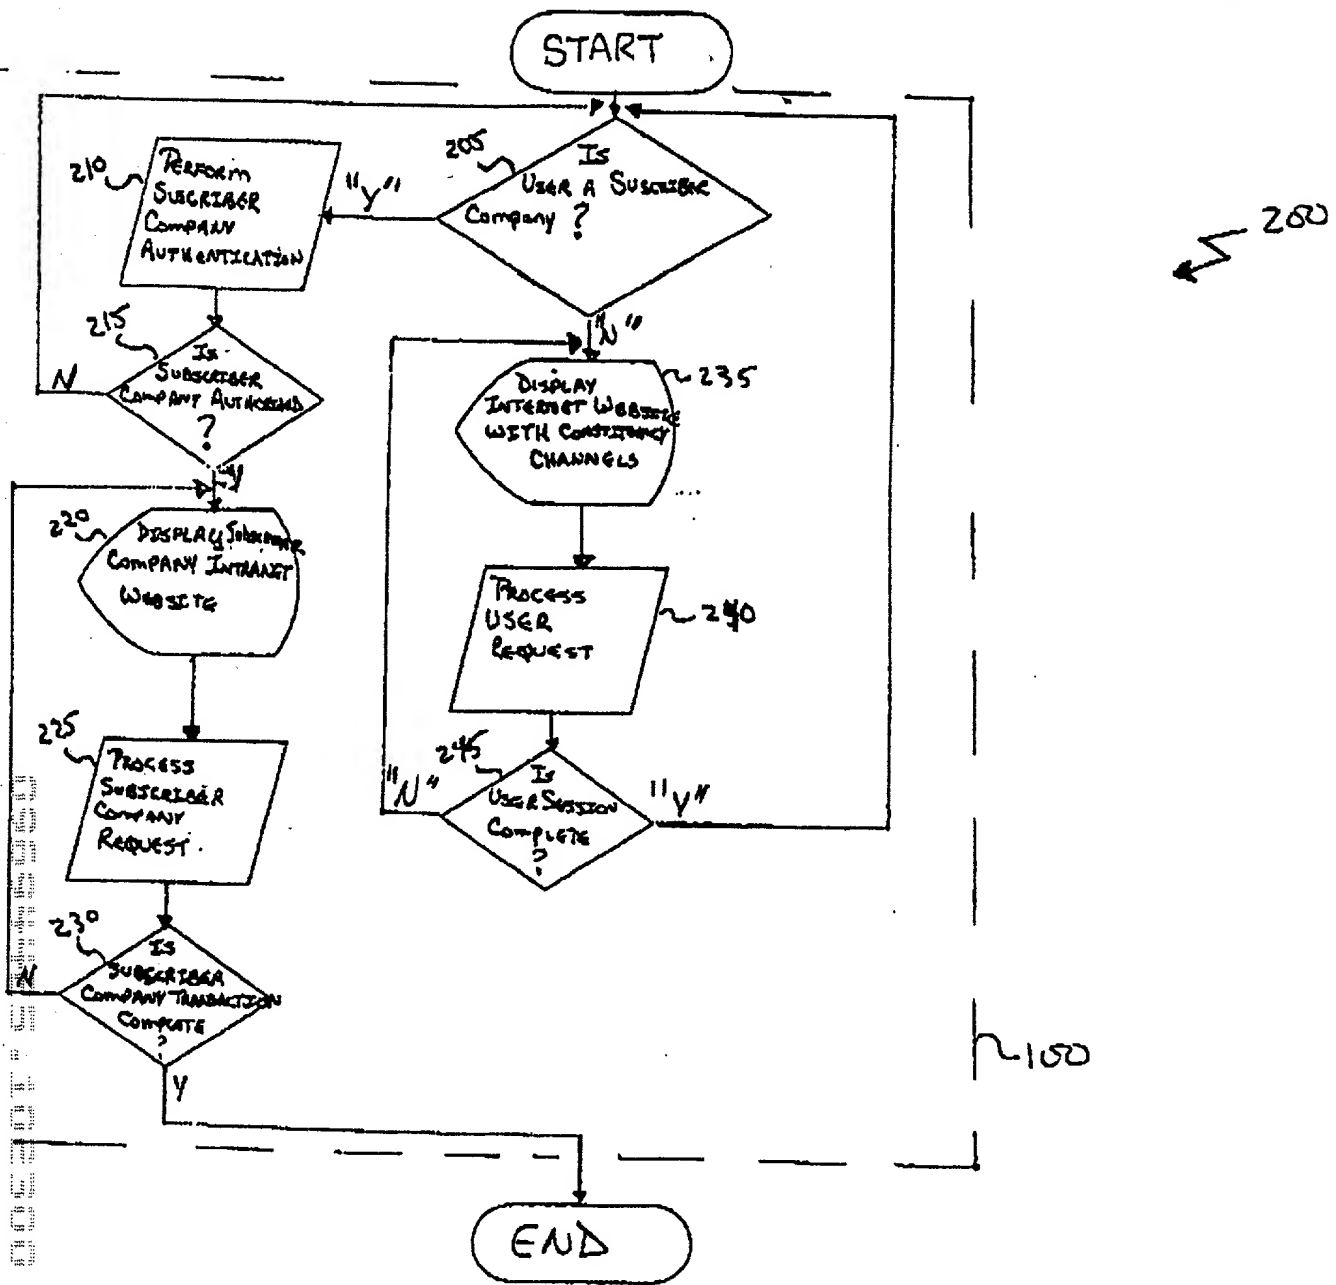 START
205
Is
USER A SUSCRIBER
Company ?
"Y"
210
PERFORM
SUSCRIBER
COMPANY
AUTHENTICATION
200
215
Is
SUBSCRIBER
COMPANY AUTHORIZED
?
N
Y
"N"
235
DISPLAY
INTERNET WEBSITE
WITH CONSTITUENCY
CHANNELS
220
DISPLAY SUBSCRIBER
COMPANY INTRANET
WEBSITE
PROCESS
USER
REQUEST
240
225
PROCESS
SUBSCRIBER
COMPANY
REQUEST.
245
Is
USER SESSION
COMPLETE
?
"N"
"Y"
230
IS
SUBSCRIBER
COMPANY TRANSACTION
COMPLETE
?
N
Y
100
END